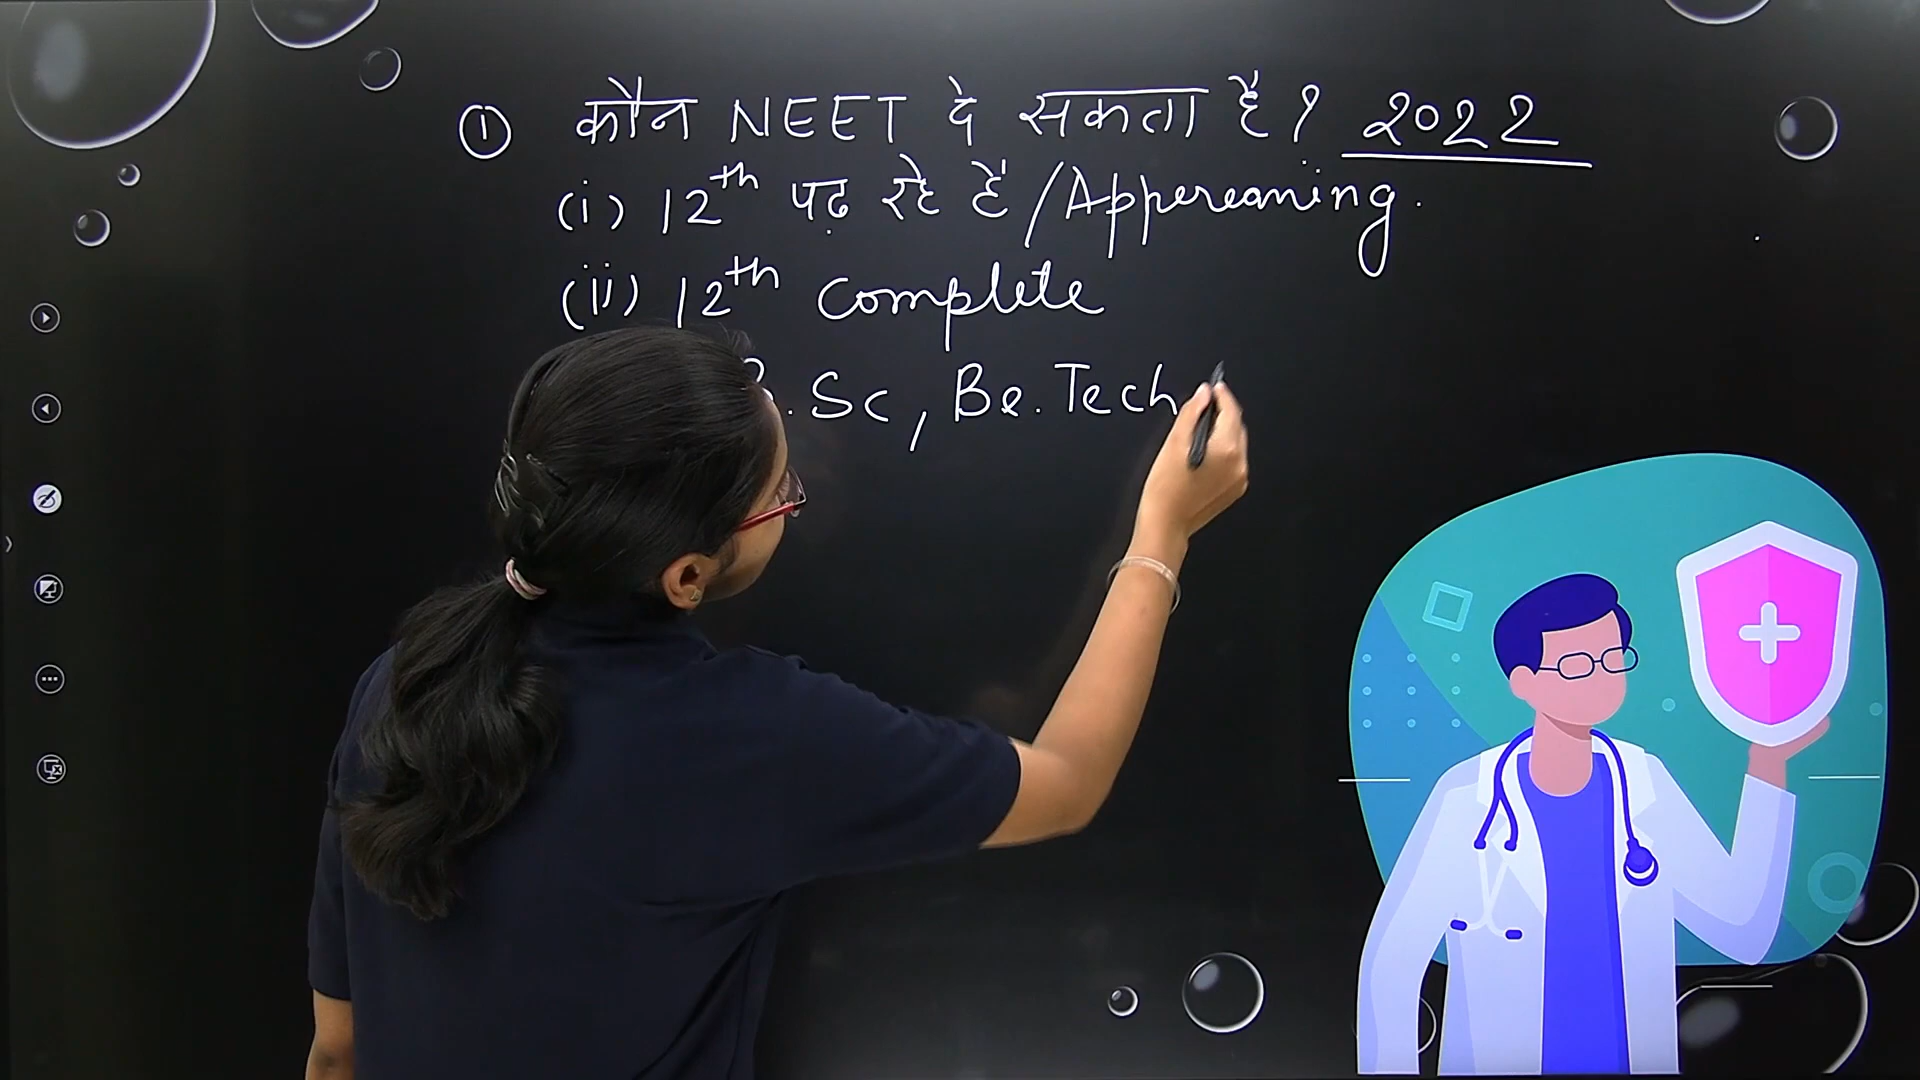 ① कौन NEET दे सकता है? 2022
(i) 12th पढ़ रहे हैं /Appereaning.
(ii) 12th Complete
.Sc, Be.Tech